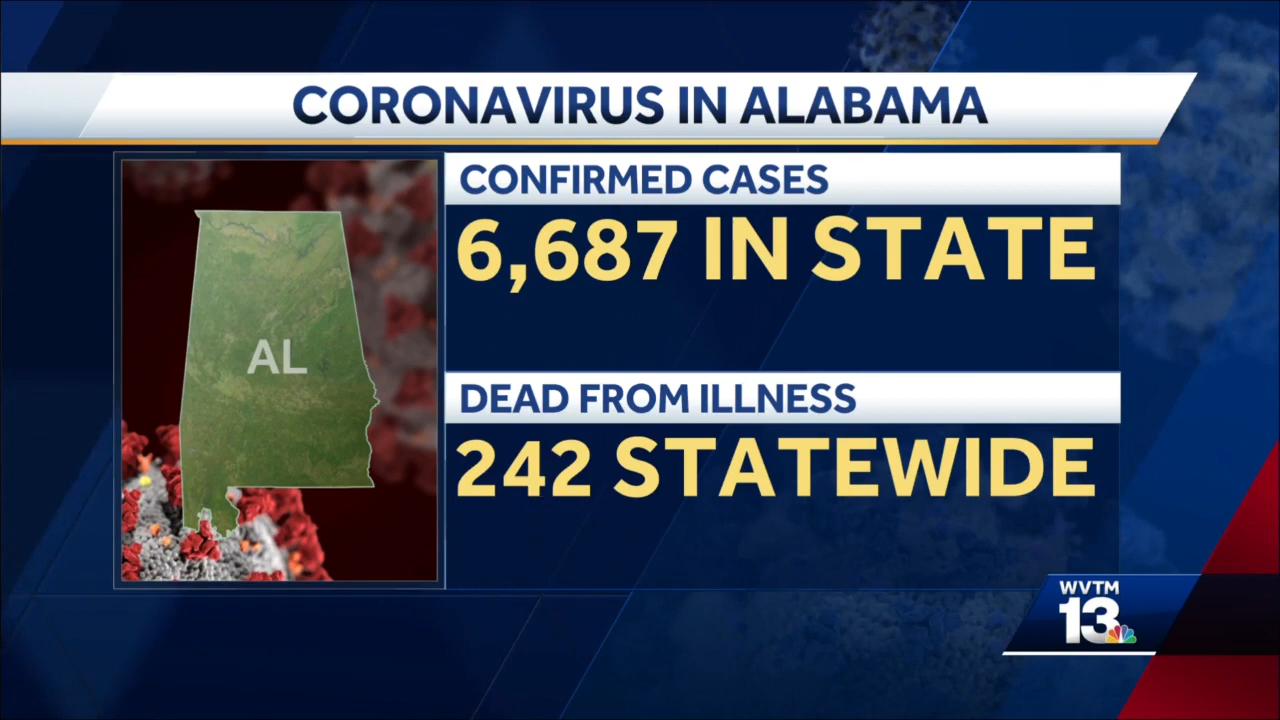 CORONAVIRUS IN ALABAMA
AL
CONFIRMED CASES
6,687 IN STATE
DEAD FROM ILLNESS
242 STATEWIDE
WVTM
13